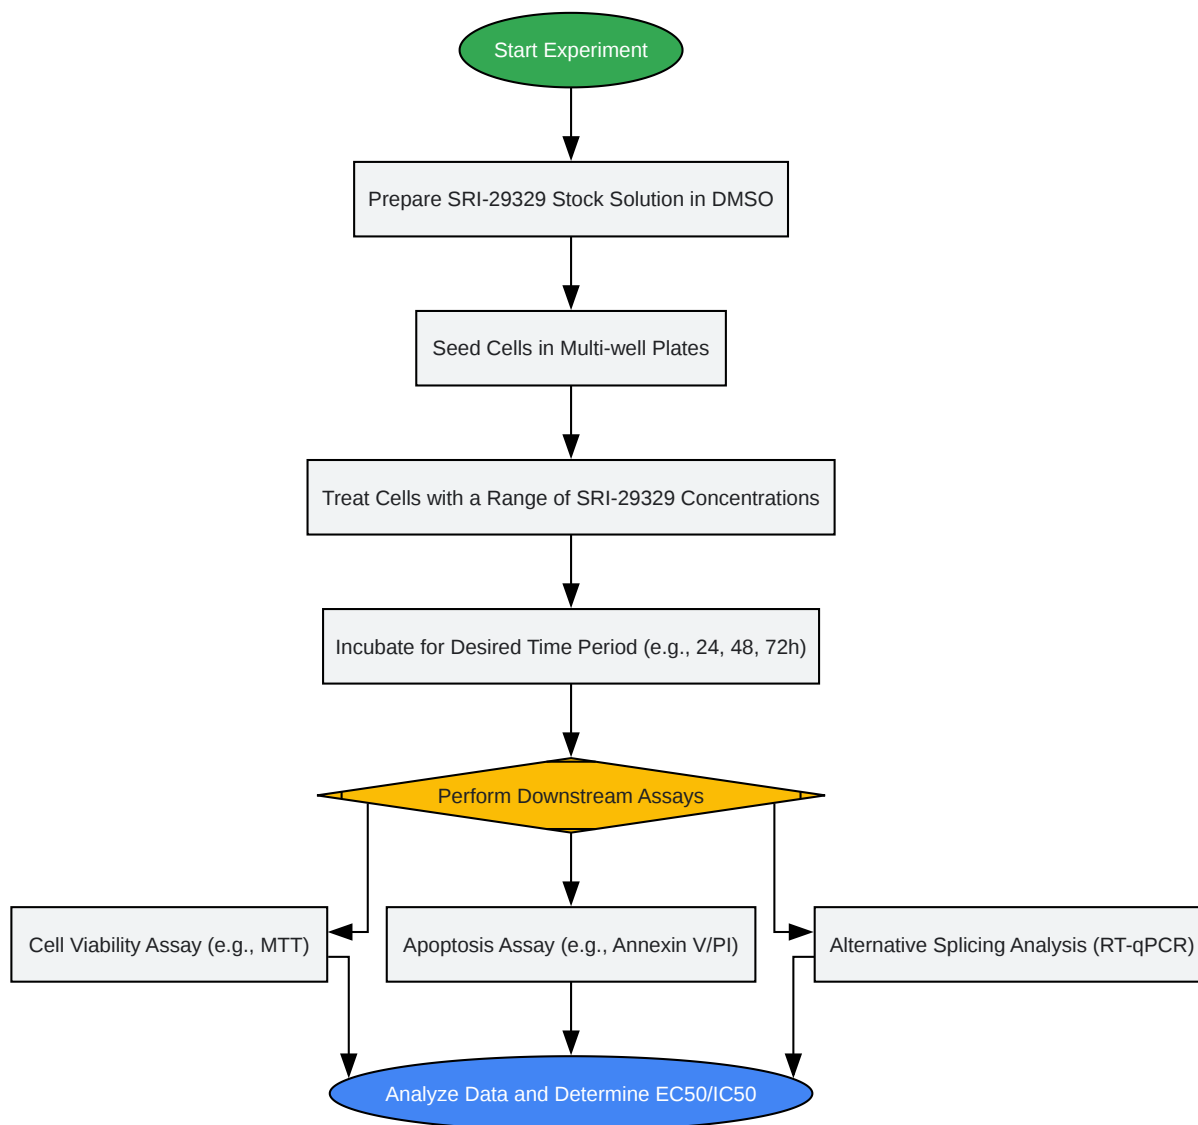 Start Experiment
Prepare SRI-29329 Stock Solution in DMSO
Seed Cells in Multi-well Plates
Treat Cells with a Range of SRI-29329 Concentrations
Incubate for Desired Time Period (e.g., 24, 48, 72h)
Perform Downstream Assays
Cell Viability Assay (e.g., MTT)
Apoptosis Assay (e.g., Annexin V/PI)
Alternative Splicing Analysis (RT-qPCR)
Analyze Data and Determine EC50/IC50